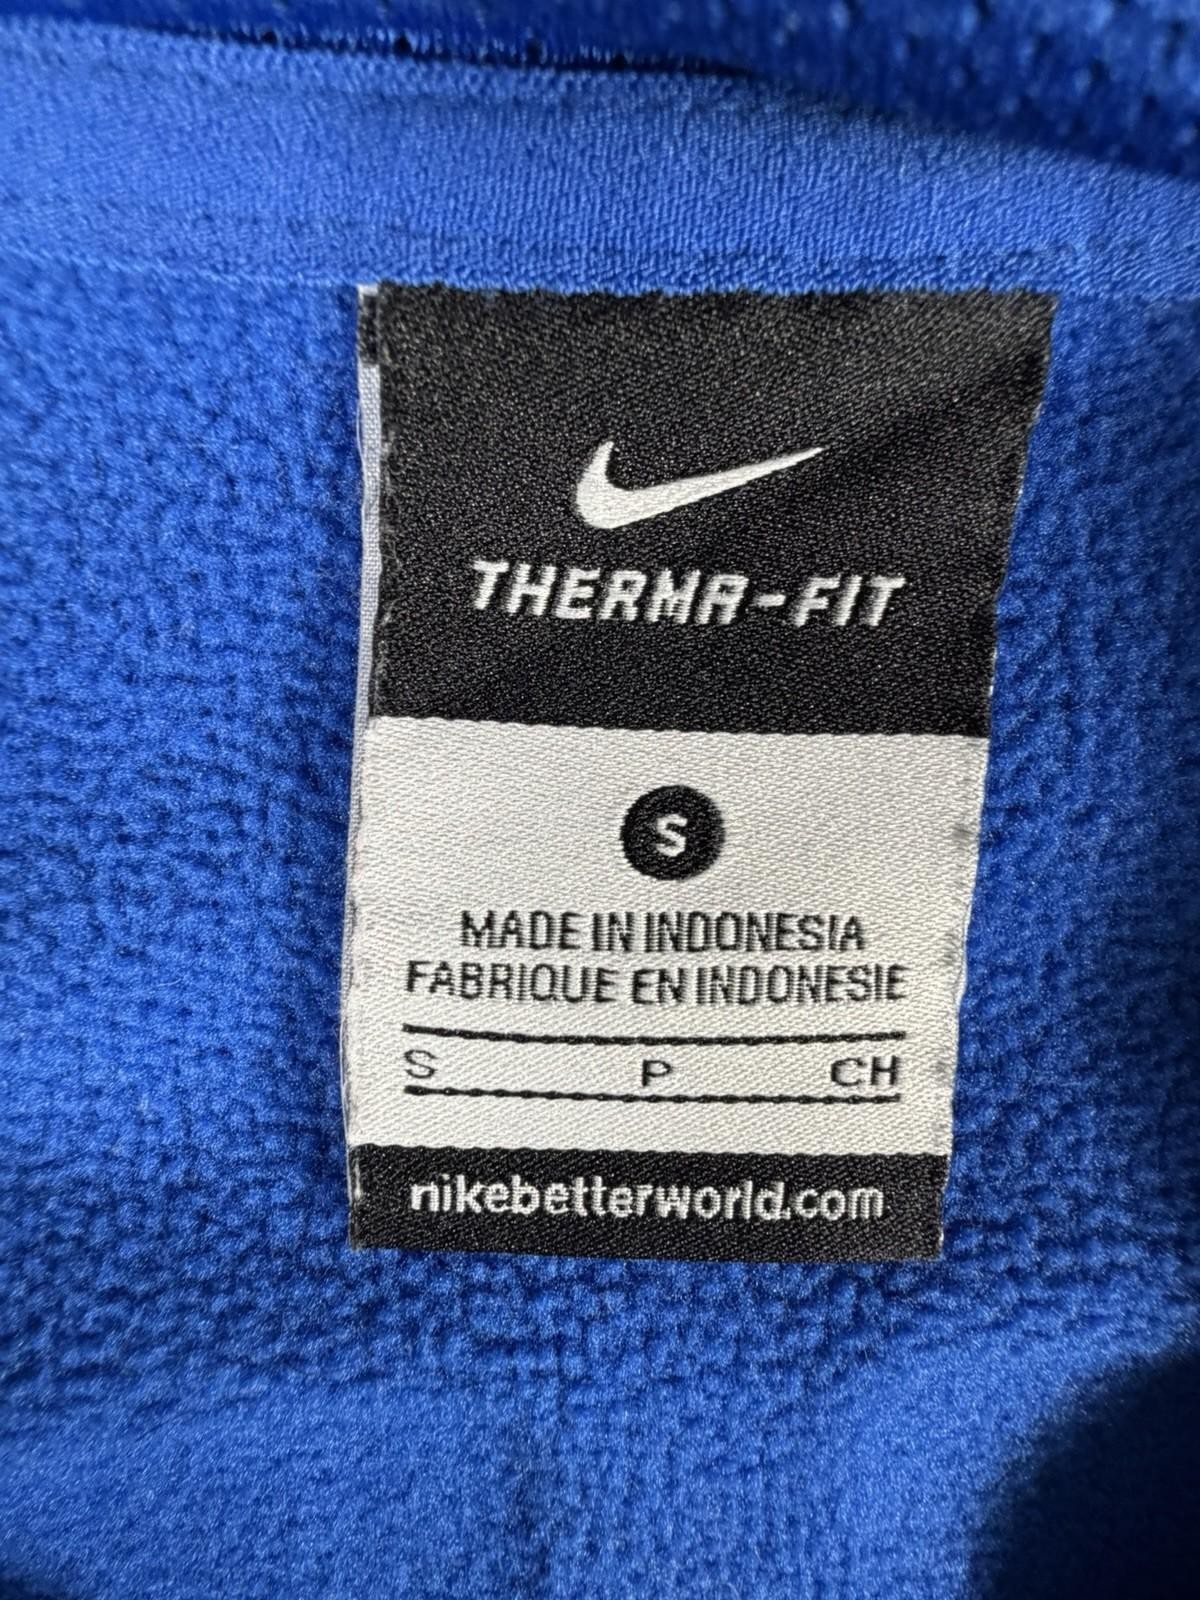 THERMA-FIT
S
MADE IN INDONESIA
FABRIQUE EN INDONESIE
S P CH
nikebetterworld.com